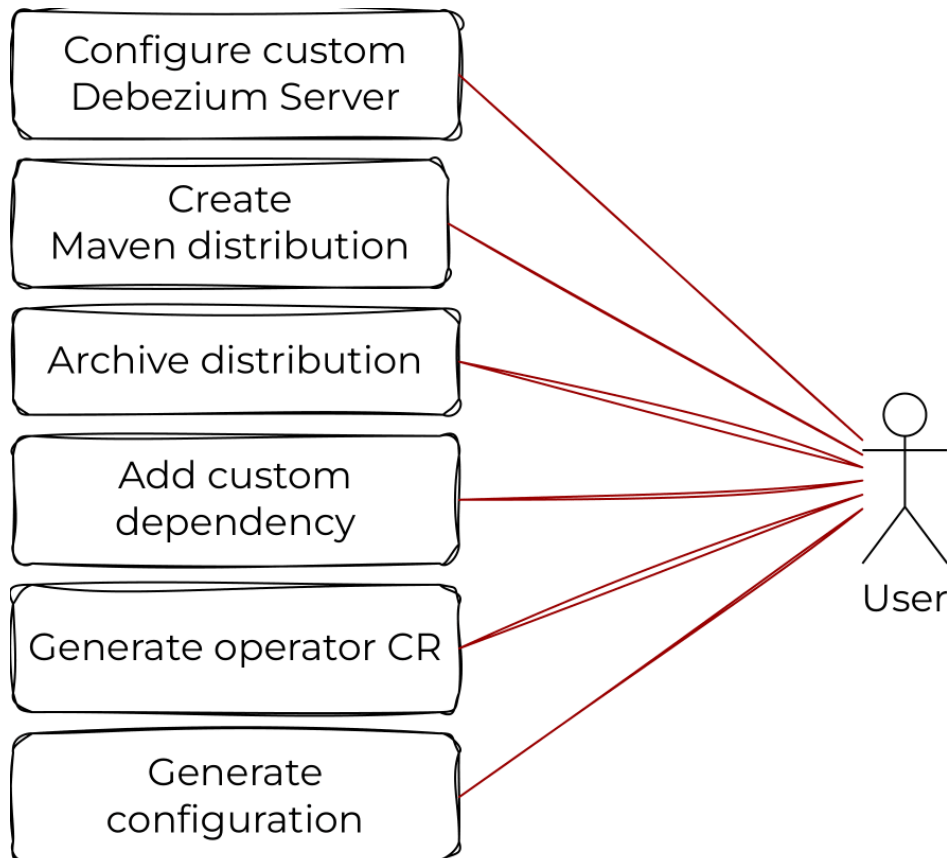 Configure custom
Debezium Server
Create
Maven distribution
Archive distribution
Add custom
dependency
Generate operator CR
Generate
configuration
User